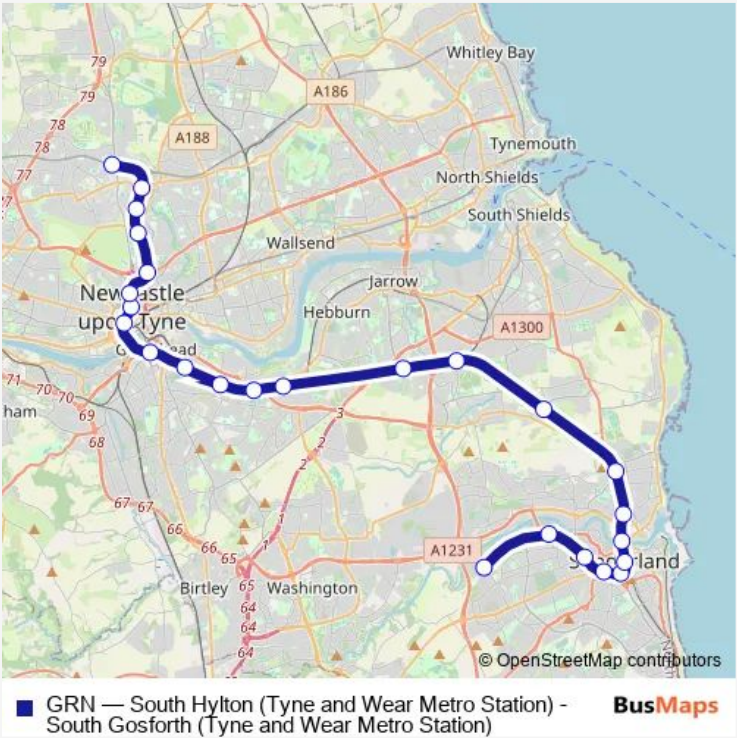 Whitley Bay
79
A186
79
A188
78
Tynemouth
78
North Shields
77
77
South Shields
Wallsend
Jarrow
Newcastle
upon Tyne
Hebburn
A1300
71
70
70
69
ham
3
68
2
2
67
67
66
1
66
65
1
A1231
65
Birtley
Washington
64
64
64
© OpenStreetMap contributors
GRN — South Hylton (Tyne and Wear Metro Station) -
South Gosforth (Tyne and Wear Metro Station)
BusMaps